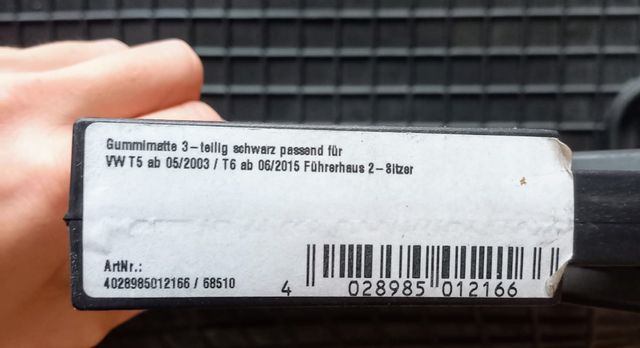 Gummimatte 3-teilig schwarz passend für
VW T5 ab 05/2003 / T6 ab 06/2015 Führerhaus 2-Sitzer
ArtNr.:
4028985012166 / 68510
4 028985 012166